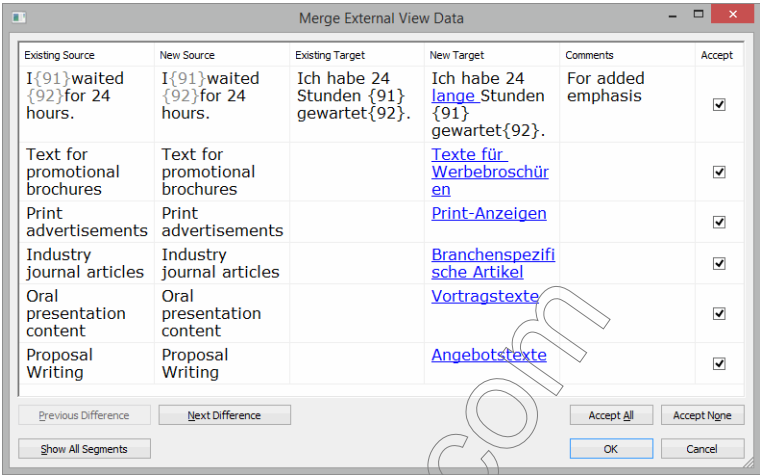 Merge External View Data
Existing Source New Source Existing Target New Target Comments Accept
I{91}waited I{91}waited Ich habe 24 Ich habe 24 For added
{92}for 24 {92}for 24 Stunden {91} lange Stunden emphasis
hours. hours. gewartet{92}. {91}
gewartet{92}.
Text for Text for Texte für
promotional promotional Werbebroschür
brochures brochures en
Print Print Print-Anzeigen
advertisements advertisements
Industry Industry Branchenspezifi
journal articles journal articles sche Artikel
Oral Oral Vortragstexte
presentation presentation
content content
Proposal Proposal Angebotstexte
Writing Writing
Previous Difference Next Difference Accept All Accept None
Show All Segments OK Cancel
com